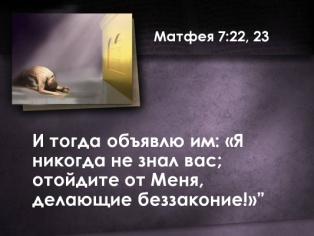 Матфея 7:22, 23
И тогда объявлю им: «Я
никогда не знал вас;
отойдите от Меня,
делающие беззаконие!»”